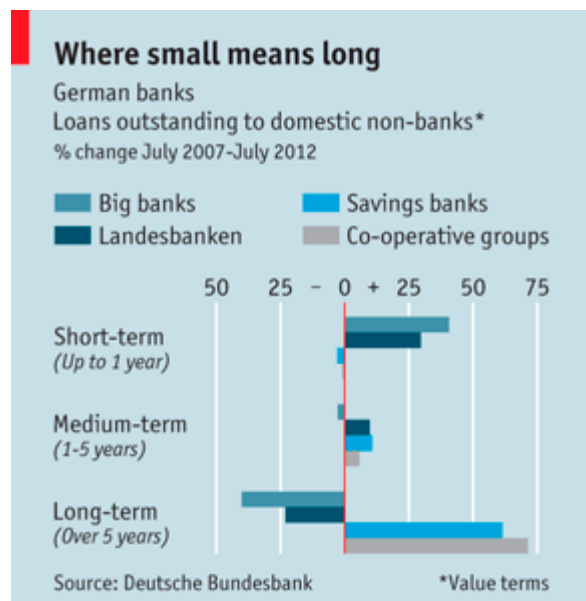 Where small means long
German banks
Loans outstanding to domestic non-banks*
% change July 2007-July 2012
Big banks
Savings banks
Landesbanken
Co-operative groups
50 25 – 0 + 25 50 75
Short-term
(Up to 1 year)
Medium-term
(1-5 years)
Long-term
(Over 5 years)
Source: Deutsche Bundesbank
*Value terms